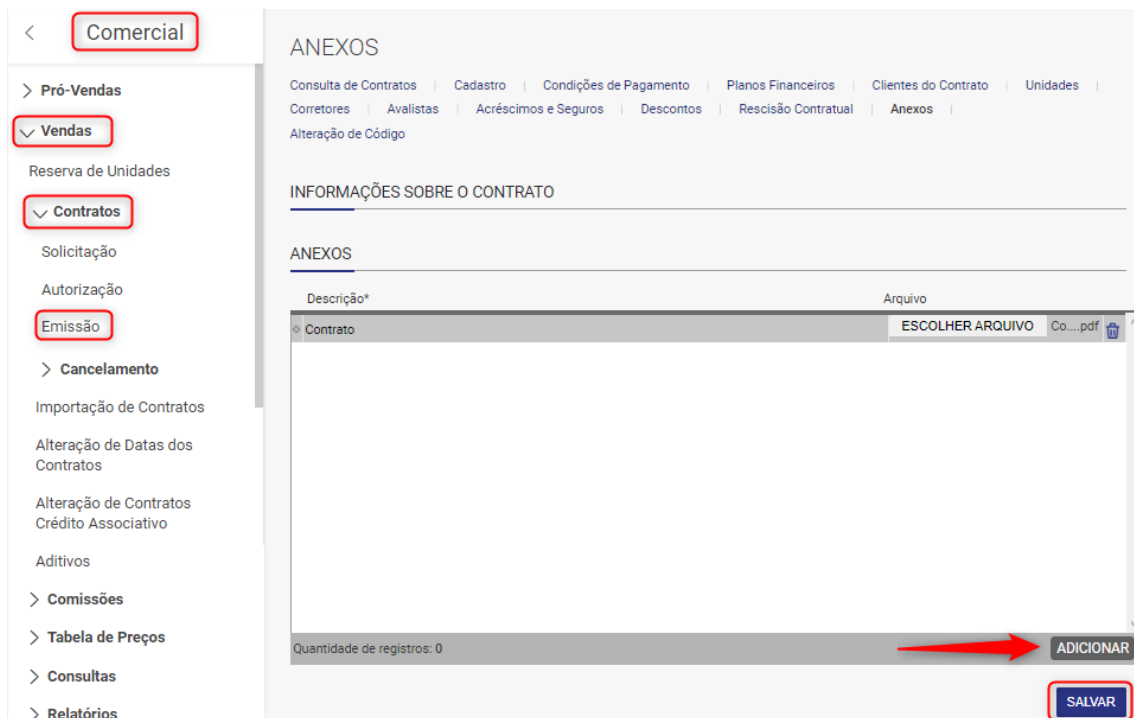 Comercial
Pró-Vendas
Vendas
Reserva de Unidades
Contratos
Solicitação
Autorização
Emissão
Cancelamento
Importação de Contratos
Alteração de Datas dos
Contratos
Alteração de Contratos
Crédito Associativo
Aditivos
Comissões
Tabela de Preços
Consultas
Relatórios
ANEXOS
Consulta de Contratos | Cadastro | Condições de Pagamento | Planos Financeiros | Clientes do Contrato | Unidades |
Corretores | Avalistas | Acréscimos e Seguros | Descontos | Rescisão Contratual | Anexos |
Alteração de Código
INFORMAÇÕES SOBRE O CONTRATO
ANEXOS
Descrição* Arquivo
Contrato ESCOLHER ARQUIVO Co....pdf
Quantidade de registros: 0 ADICIONAR
SALVAR